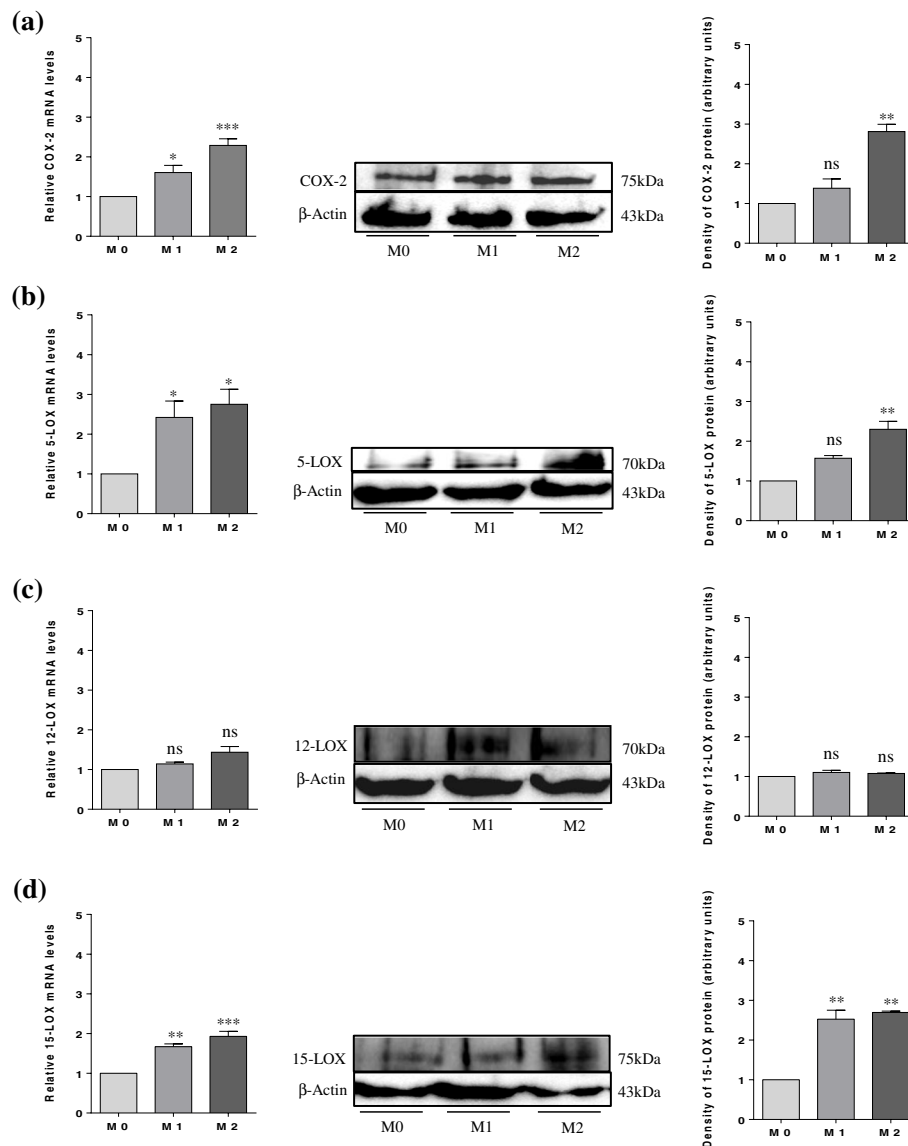 (a)
Relative COX-2 mRNA levels
5
4
3
2
1
0
*
***
M 0 M 1 M 2
COX-2 75kDa
β-Actin 43kDa
M0 M1 M2
Density of COX-2 protein (arbitrary units)
5
4
3
2
1
0
ns
**
M 0 M 1 M 2
(b)
Relative 5-LOX mRNA levels
5
4
3
2
1
0
* *
M 0 M 1 M 2
5-LOX 70kDa
β-Actin 43kDa
M0 M1 M2
Density of 5-LOX protein (arbitrary units)
5
4
3
2
1
0
ns
**
M 0 M 1 M 2
(c)
Relative 12-LOX mRNA levels
5
4
3
2
1
0
ns ns
M 0 M 1 M 2
12-LOX 70kDa
β-Actin 43kDa
M0 M1 M2
Density of 12-LOX protein (arbitrary units)
5
4
3
2
1
0
ns ns
M 0 M 1 M 2
(d)
Relative 15-LOX mRNA levels
5
4
3
2
1
0
** ***
M 0 M 1 M 2
15-LOX 75kDa
β-Actin 43kDa
M0 M1 M2
Density of 15-LOX protein (arbitrary units)
5
4
3
2
1
0
** **
M 0 M 1 M 2